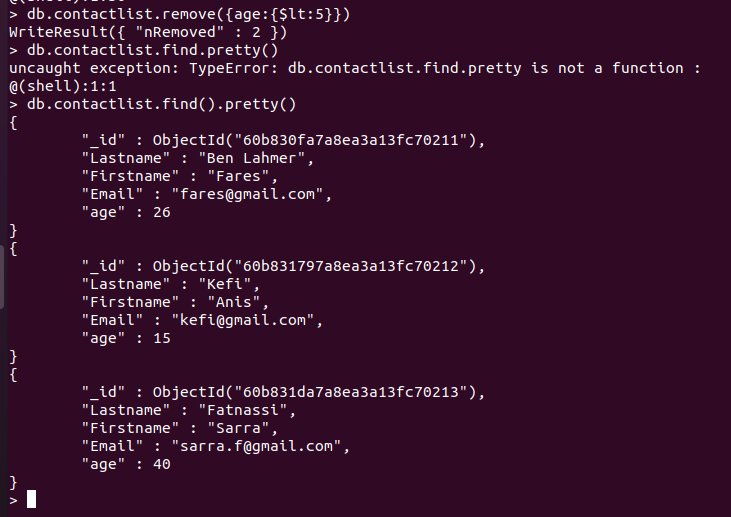 > db.contactlist.remove({age:{$lt:5}})
WriteResult({ "nRemoved" : 2 })
> db.contactlist.find.pretty()
uncaught exception: TypeError: db.contactlist.find.pretty is not a function :
@(shell):1:1
> db.contactlist.find().pretty()
{
"_id" : ObjectId("60b830fa7a8ea3a13fc70211"),
"Lastname" : "Ben Lahmer",
"Firstname" : "Fares",
"Email" : "fares@gmail.com",
"age" : 26
}
{
"_id" : ObjectId("60b831797a8ea3a13fc70212"),
"Lastname" : "Kefi",
"Firstname" : "Anis",
"Email" : "kefi@gmail.com",
"age" : 15
}
{
"_id" : ObjectId("60b831da7a8ea3a13fc70213"),
"Lastname" : "Fatnassi",
"Firstname" : "Sarra",
"Email" : "sarra.f@gmail.com",
"age" : 40
}
>